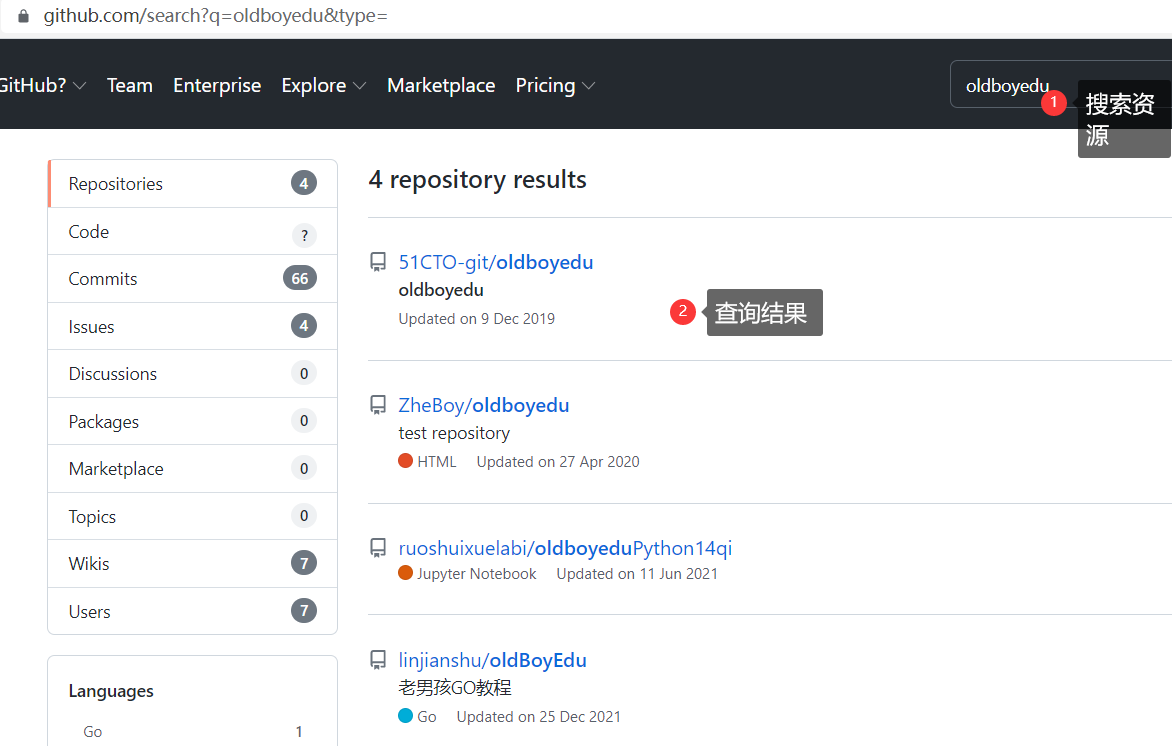 github.com/search?q=oldboyedu&type=
GitHub? Team Enterprise Explore Marketplace Pricing oldboyedu
1 搜索资
源
Repositories 4
Code ?
Commits 66
Issues 4
Discussions 0
Packages 0
Marketplace 0
Topics 0
Wikis 7
Users 7
Languages
Go 1
4 repository results
51CTO-git/oldboyedu
oldboyedu
Updated on 9 Dec 2019
2 查询结果
ZheBoy/oldboyedu
test repository
HTML Updated on 27 Apr 2020
ruoshuixuelabi/oldboyeduPython14qi
Jupyter Notebook Updated on 11 Jun 2021
linjianshu/oldBoyEdu
老男孩GO教程
Go Updated on 25 Dec 2021